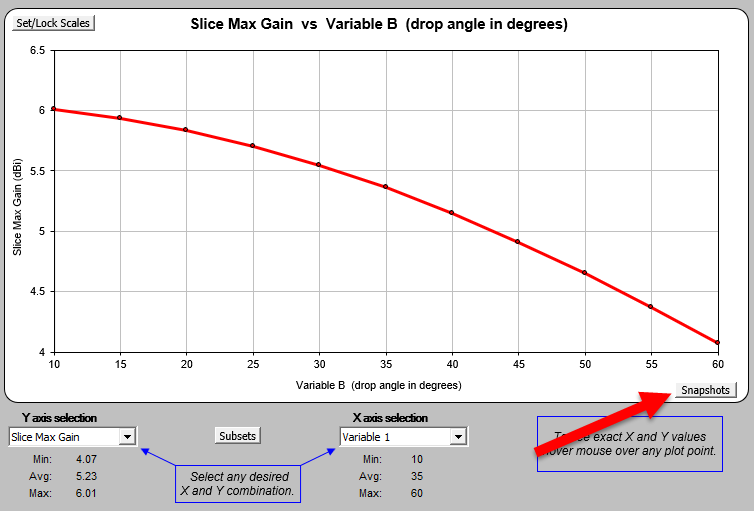 Set/Lock Scales
Slice Max Gain vs Variable B (drop angle in degrees)
6.5
6
5.5
5
4.5
4
Slice Max Gain (dBi)
10 15 20 25 30 35 40 45 50 55 60
Variable B (drop angle in degrees)
Snapshots
Y axis selection
Slice Max Gain
Min: 4.07
Avg: 5.23
Max: 6.01
Subsets
Select any desired
X and Y combination.
X axis selection
Variable 1
Min: 10
Avg: 35
Max: 60
exact X and Y values
mouse over any plot point.